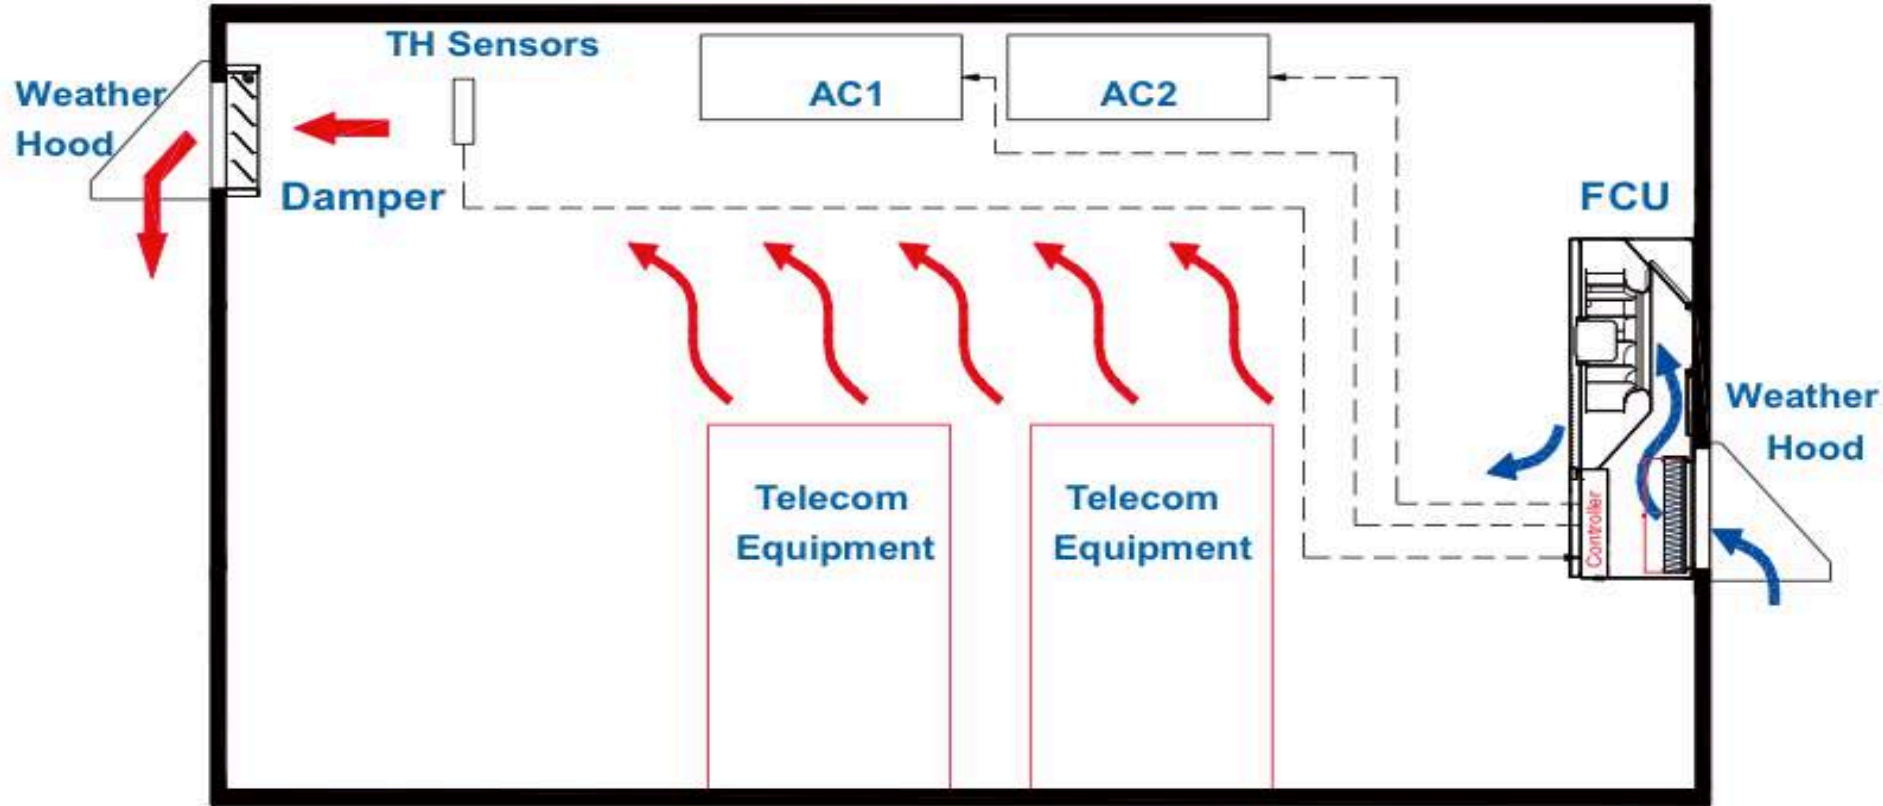 TH Sensors
Weather
Hood
AC1
AC2
Damper
FCU
Weather
Hood
Telecom
Equipment
Telecom
Equipment
Controller